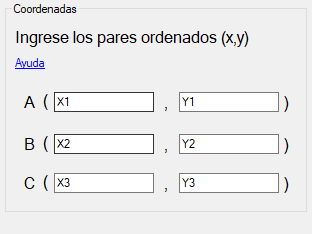 Coordenadas
Ingrese los pares ordenados (x,y)
Ayuda
A ( X1 , Y1 )
B ( X2 , Y2 )
C ( X3 , Y3 )